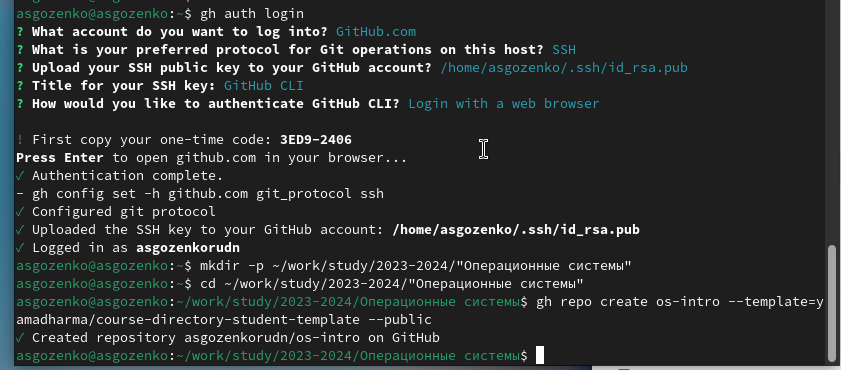 asgozenko@asgozenko:~$ gh auth login
? What account do you want to log into? GitHub.com
? What is your preferred protocol for Git operations on this host? SSH
? Upload your SSH public key to your GitHub account? /home/asgozenko/.ssh/id_rsa.pub
? Title for your SSH key: GitHub CLI
? How would you like to authenticate GitHub CLI? Login with a web browser
! First copy your one-time code: 3ED9-2406
Press Enter to open github.com in your browser...
✓ Authentication complete.
- gh config set -h github.com git_protocol ssh
✓ Configured git protocol
✓ Uploaded the SSH key to your GitHub account: /home/asgozenko/.ssh/id_rsa.pub
✓ Logged in as asgozenkorudn
asgozenko@asgozenko:~$ mkdir -p ~/work/study/2023-2024/"Операционные системы"
asgozenko@asgozenko:~$ cd ~/work/study/2023-2024/"Операционные системы"
asgozenko@asgozenko:~/work/study/2023-2024/Операционные системы$ gh repo create os-intro --template=y
amadharma/course-directory-student-template --public
✓ Created repository asgozenkorudn/os-intro on GitHub
asgozenko@asgozenko:~/work/study/2023-2024/Операционные системы$